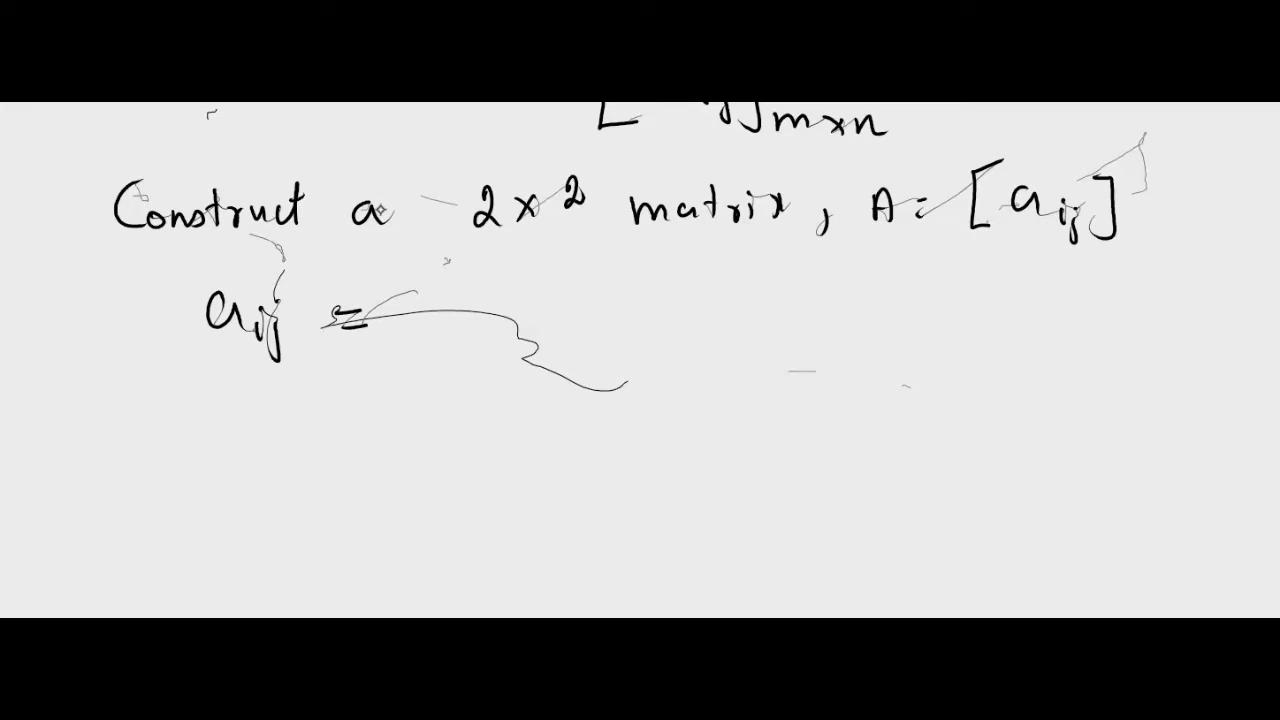 ]m×n
Construct a 2×2 matrix, A = [aij]
aij =